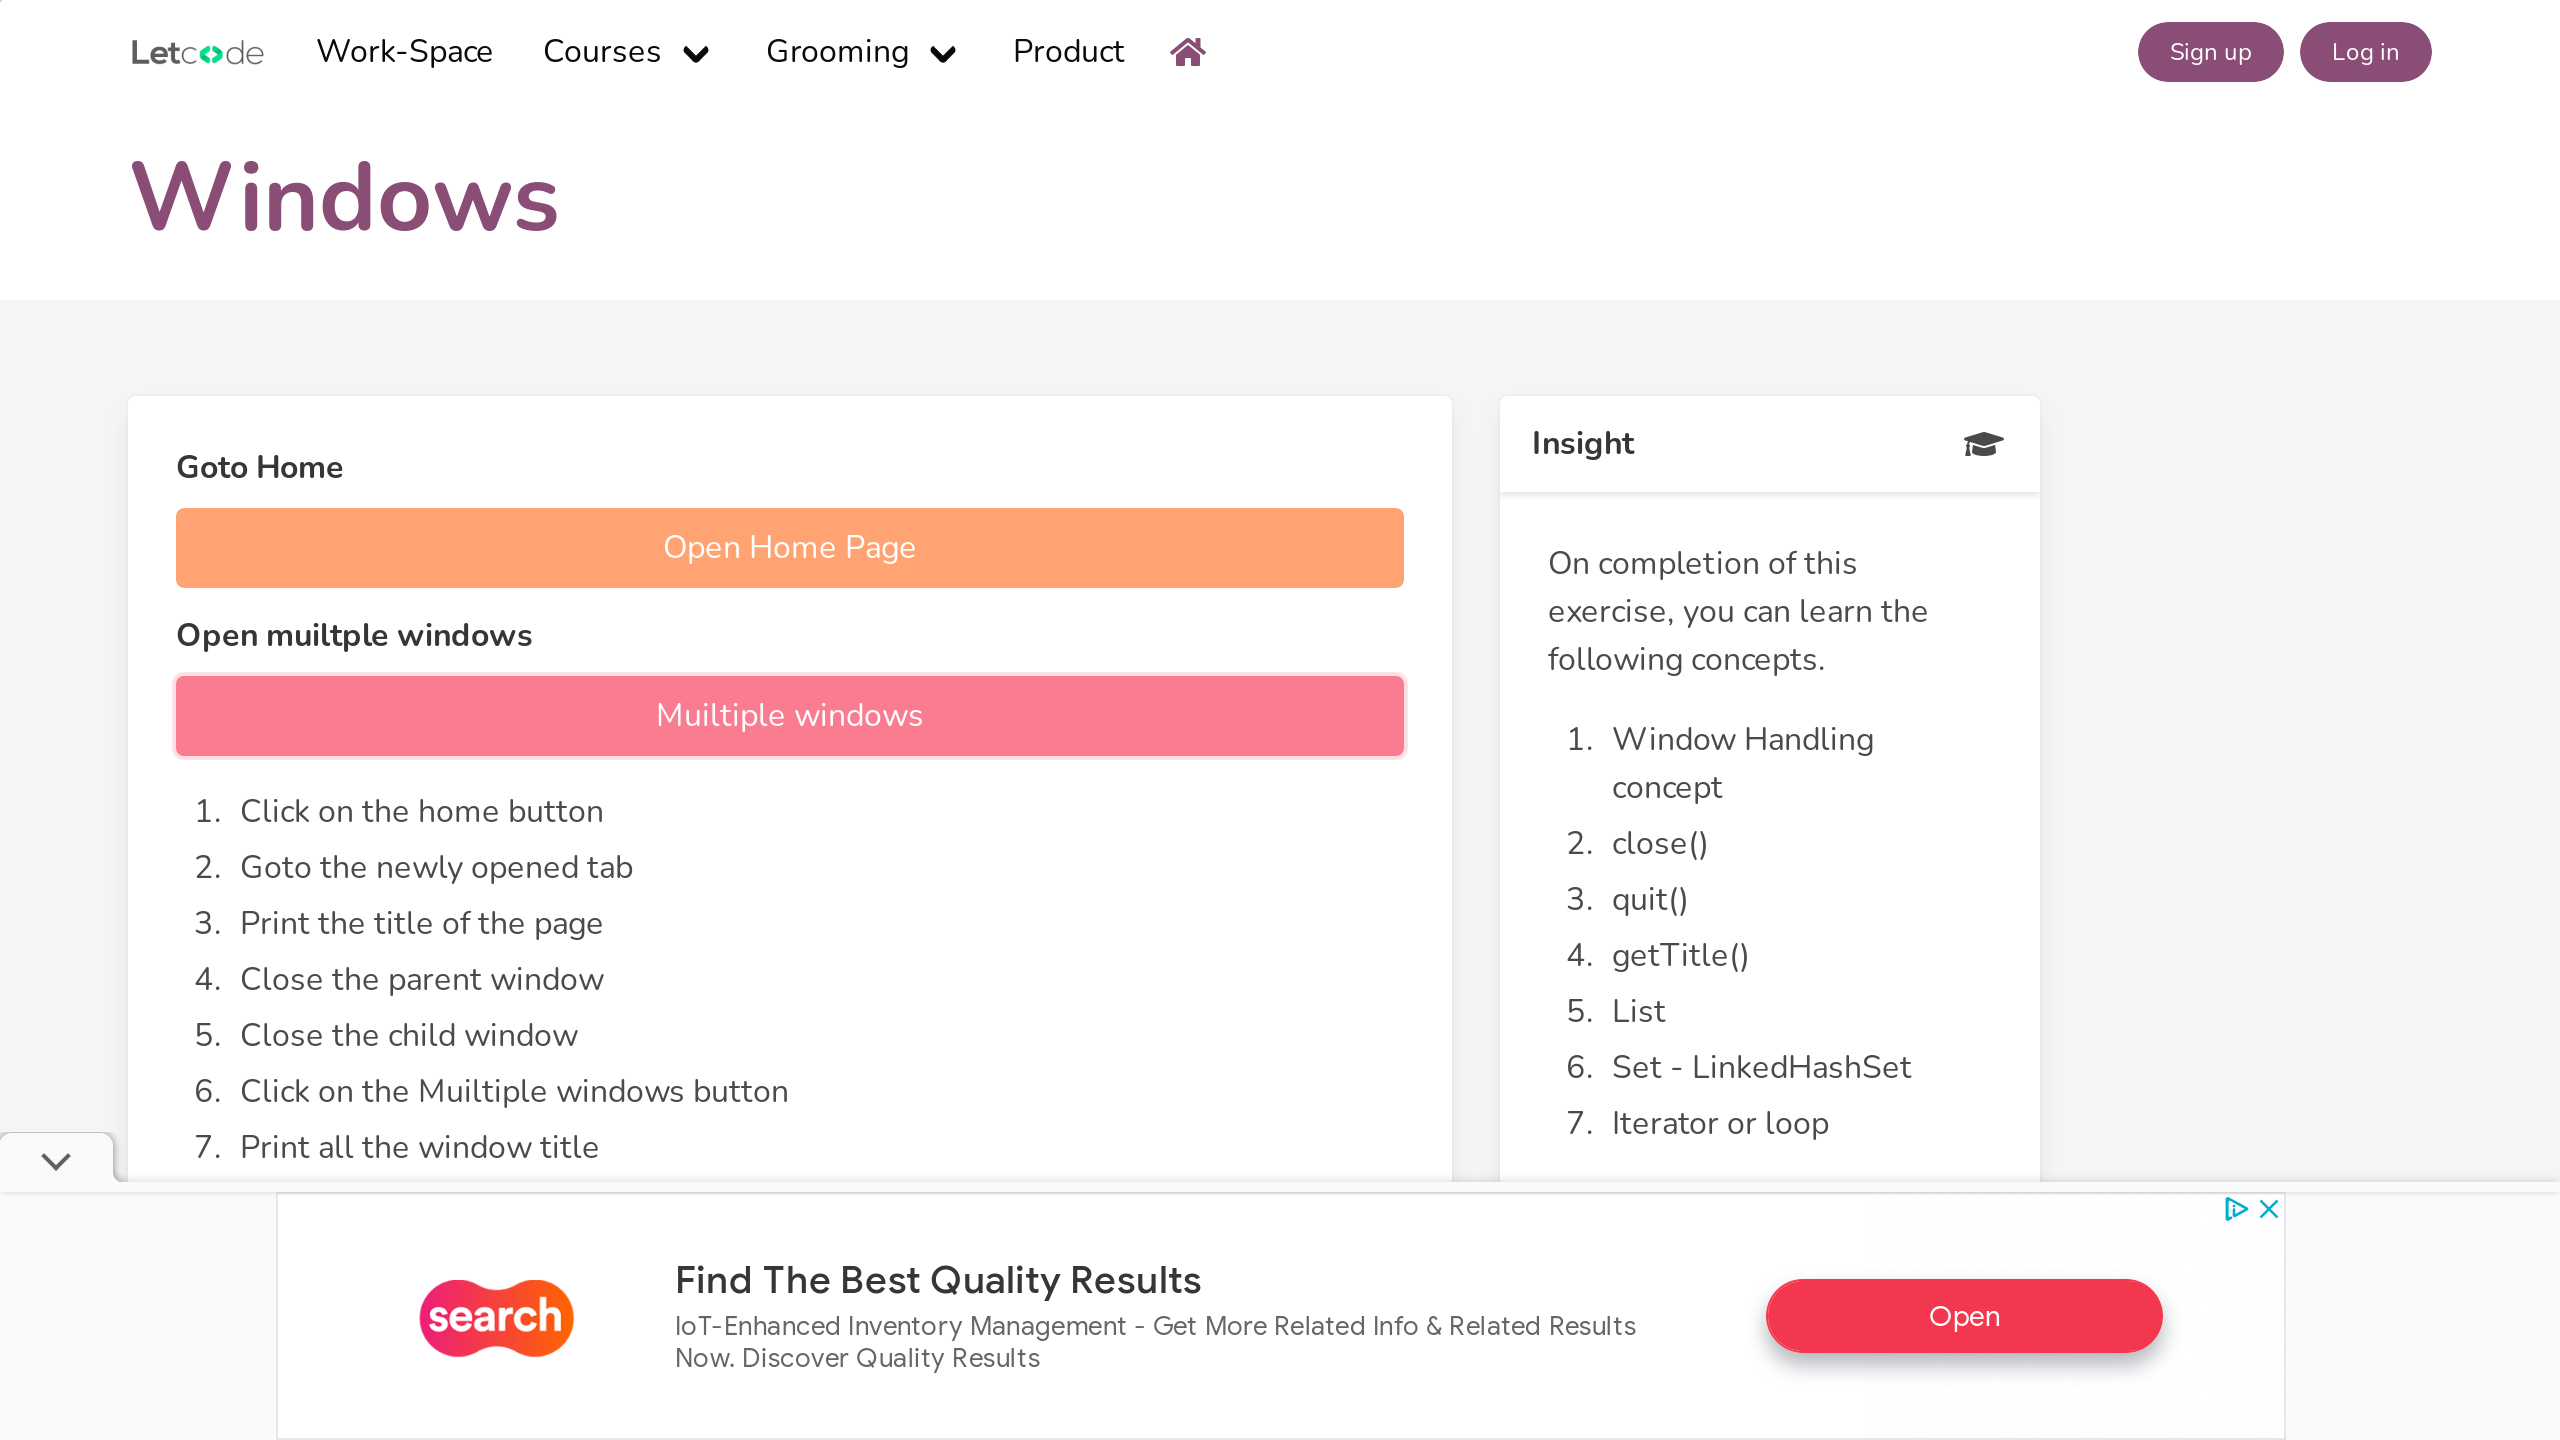 Letcode
Work-Space
Courses
Grooming
Product
Sign up
Log in
Windows
Goto Home
Open Home Page
Open muiltple windows
Muiltiple windows
1. Click on the home button
2. Goto the newly opened tab
3. Print the title of the page
4. Close the parent window
5. Close the child window
6. Click on the Muiltiple windows button
7. Print all the window title
Insight
On completion of this
exercise, you can learn the
following concepts.
1. Window Handling
concept
2. close()
3. quit()
4. getTitle()
5. List
6. Set - LinkedHashSet
7. Iterator or loop
search
Find The Best Quality Results
IoT-Enhanced Inventory Management - Get More Related Info & Related Results
Now. Discover Quality Results
Open